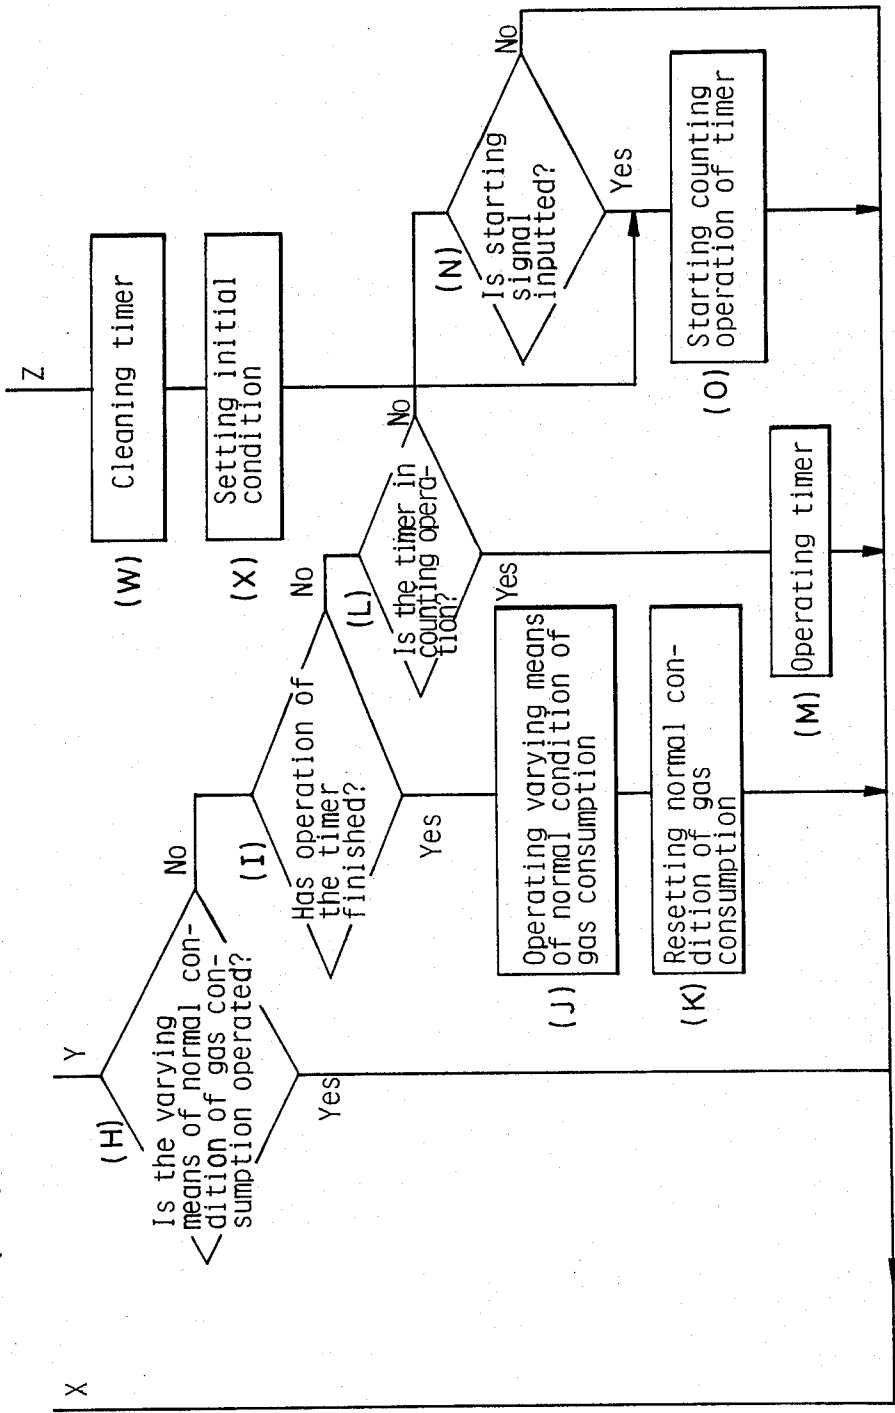 X
Y
(H)
Is the varying
means of normal con-
dition of gas con-
sumption operated?
No
Yes
(I)
Has operation of
the timer
finished?
No
Yes
(J)
Operating varying means
of normal condition of
gas consumption
(K)
Resetting normal con-
dition of gas
consumption
(L)
Is the timer in
counting opera-
tion?
No
Yes
(M)
Operating timer
Z
(W)
Cleaning timer
(X)
Setting initial
condition
(N)
Is starting
signal
inputted?
No
Yes
(O)
Starting counting
operation of timer